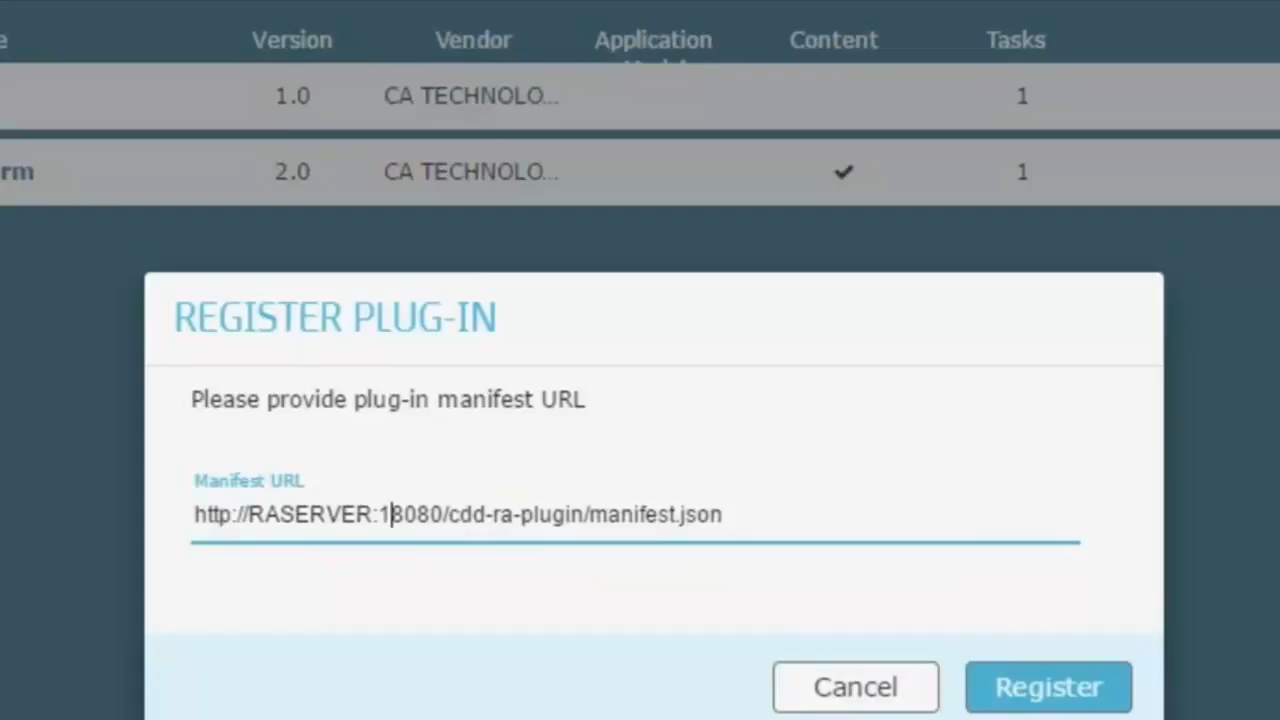 Version Vendor Application Content Tasks
1.0 CA TECHNOLO... 1
rm 2.0 CA TECHNOLO... 1
REGISTER PLUG-IN
Please provide plug-in manifest URL
Manifest URL
http://RASERVER:18080/cdd-ra-plugin/manifest.json
Cancel Register